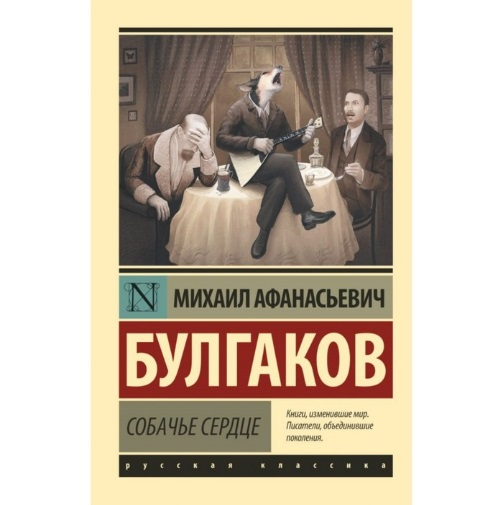 N
МИХАИЛ АФАНАСЬЕВИЧ
БУЛГАКОВ
СОБАЧЬЕ СЕРДЦЕ
Книги, изменившие мир.
Писатели, объединившие
поколения.
русская классика